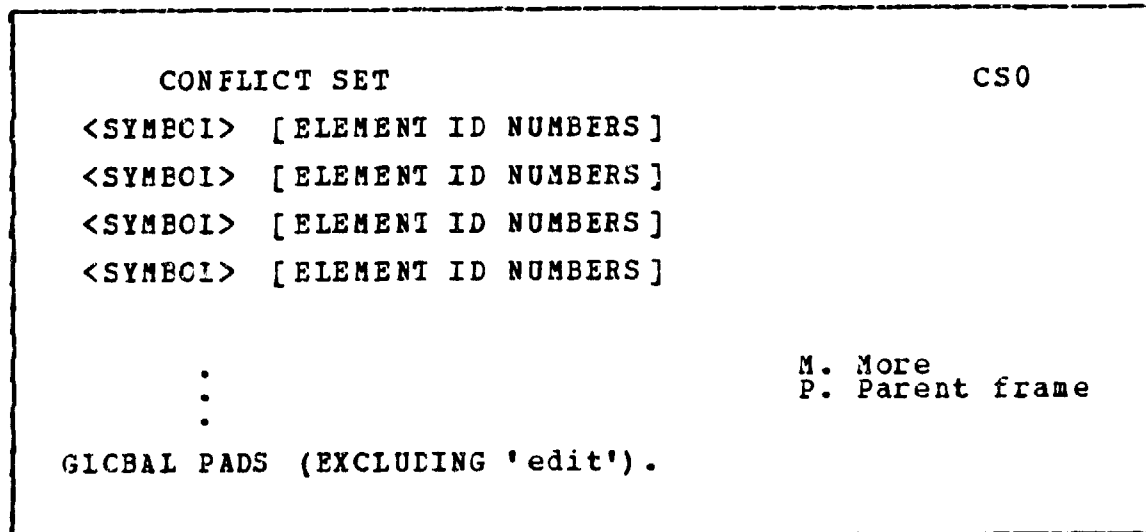 CONFLICT SET CS0
<SYMBOL> [ELEMENT ID NUMBERS]
<SYMBOL> [ELEMENT ID NUMBERS]
<SYMBOL> [ELEMENT ID NUMBERS]
<SYMBOL> [ELEMENT ID NUMBERS]
.
.
.
M. More
P. Parent frame
GLOBAL PADS (EXCLUDING 'edit').